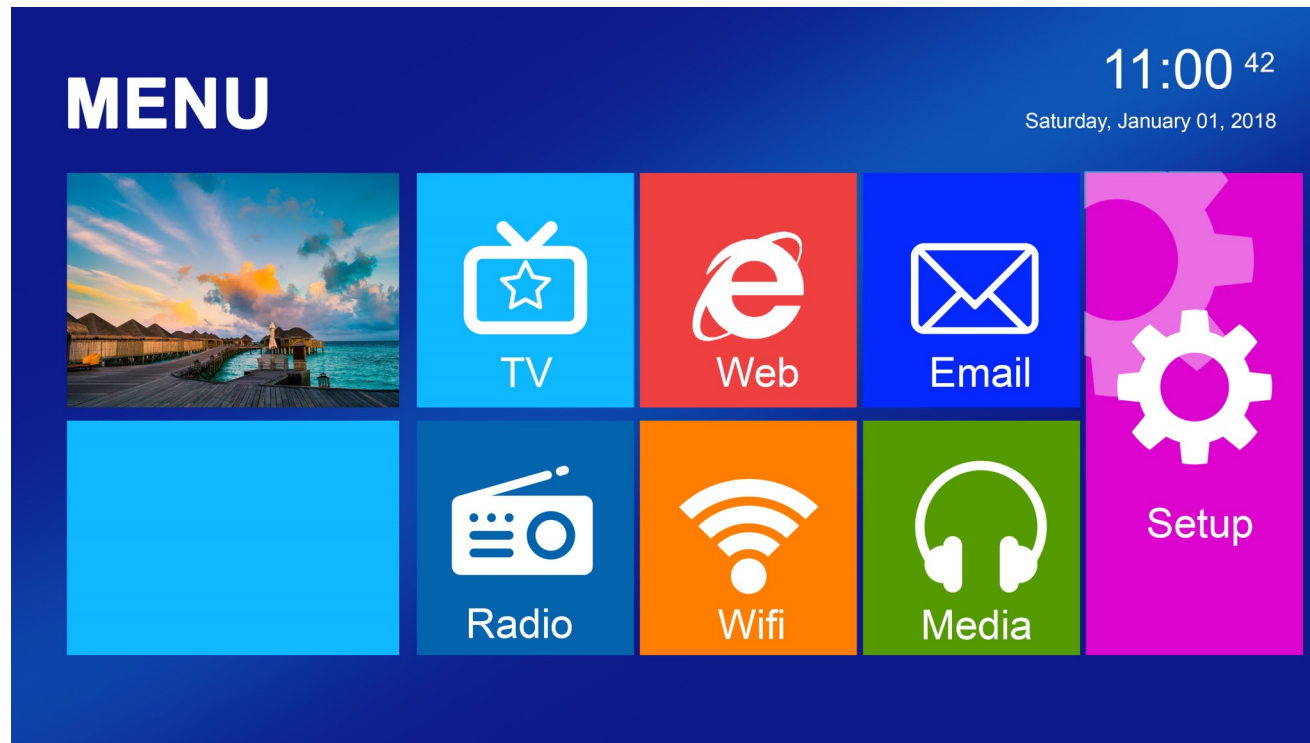 MENU
11:00 42
Saturday, January 01, 2018
TV
Web
Email
Setup
Radio
Wifi
Media